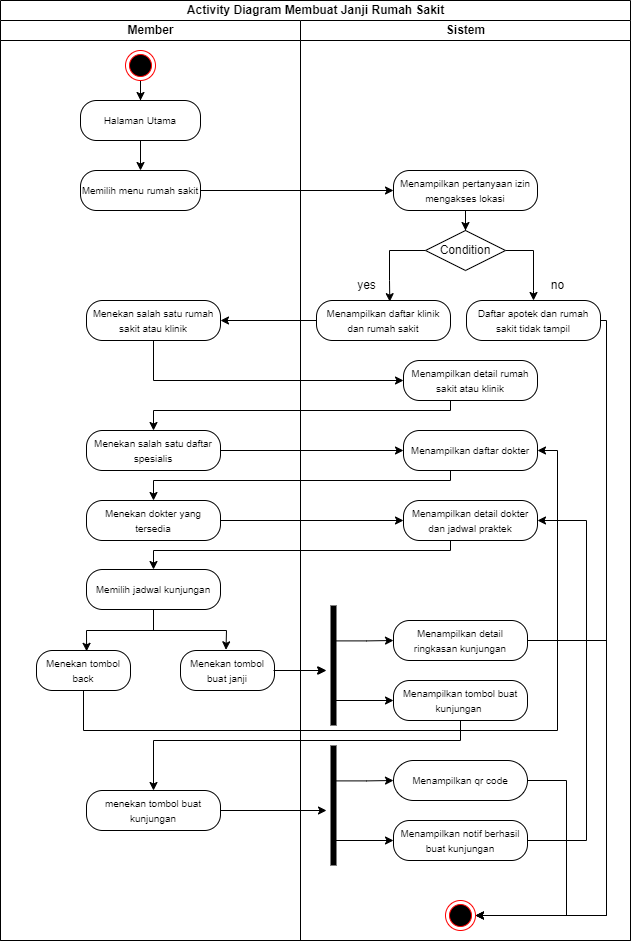 Activity Diagram Membuat Janji Rumah Sakit
Member
Sistem
Halaman Utama
Memilih menu rumah sakit
Menampilkan pertanyaan izin
mengakses lokasi
Condition
yes
no
Menekan salah satu rumah
sakit atau klinik
Menampilkan daftar klinik
dan rumah sakit
Daftar apotek dan rumah
sakit tidak tampil
Menampilkan detail rumah
sakit atau klinik
Menekan salah satu daftar
spesialis
Menampilkan daftar dokter
Menekan dokter yang
tersedia
Menampilkan detail dokter
dan jadwal praktek
Memilih jadwal kunjungan
Menekan tombol
back
Menekan tombol
buat janji
Menampilkan detail
ringkasan kunjungan
Menampilkan tombol buat
kunjungan
menekan tombol buat
kunjungan
Menampilkan qr code
Menampilkan notif berhasil
buat kunjungan